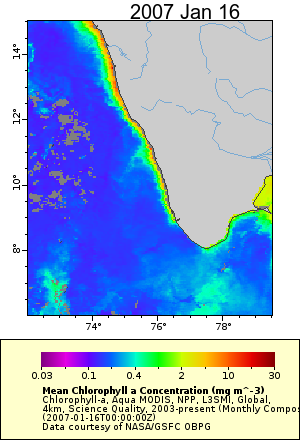 2007 Jan 16
14°
12°
10°
8°
74°
76°
78°
0.03
0.1
0.4
1
3
10
30
Mean Chlorophyll a Concentration (mg m^-3)
Chlorophyll-a, Aqua MODIS, NPP, L3SMI, Global,
4km, Science Quality, 2003-present (Monthly Compos
(2007-01-16T00:00:00Z)
Data courtesy of NASA/GSFC OBPG